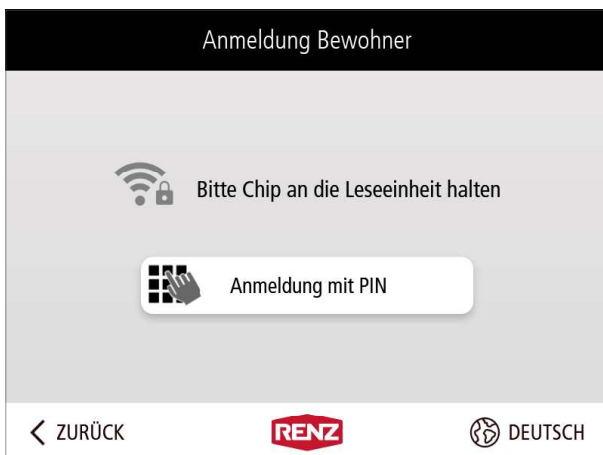 Anmeldung Bewohner
Bitte Chip an die Leseeinheit halten
Anmeldung mit PIN
ZURÜCK
RENZ
DEUTSCH